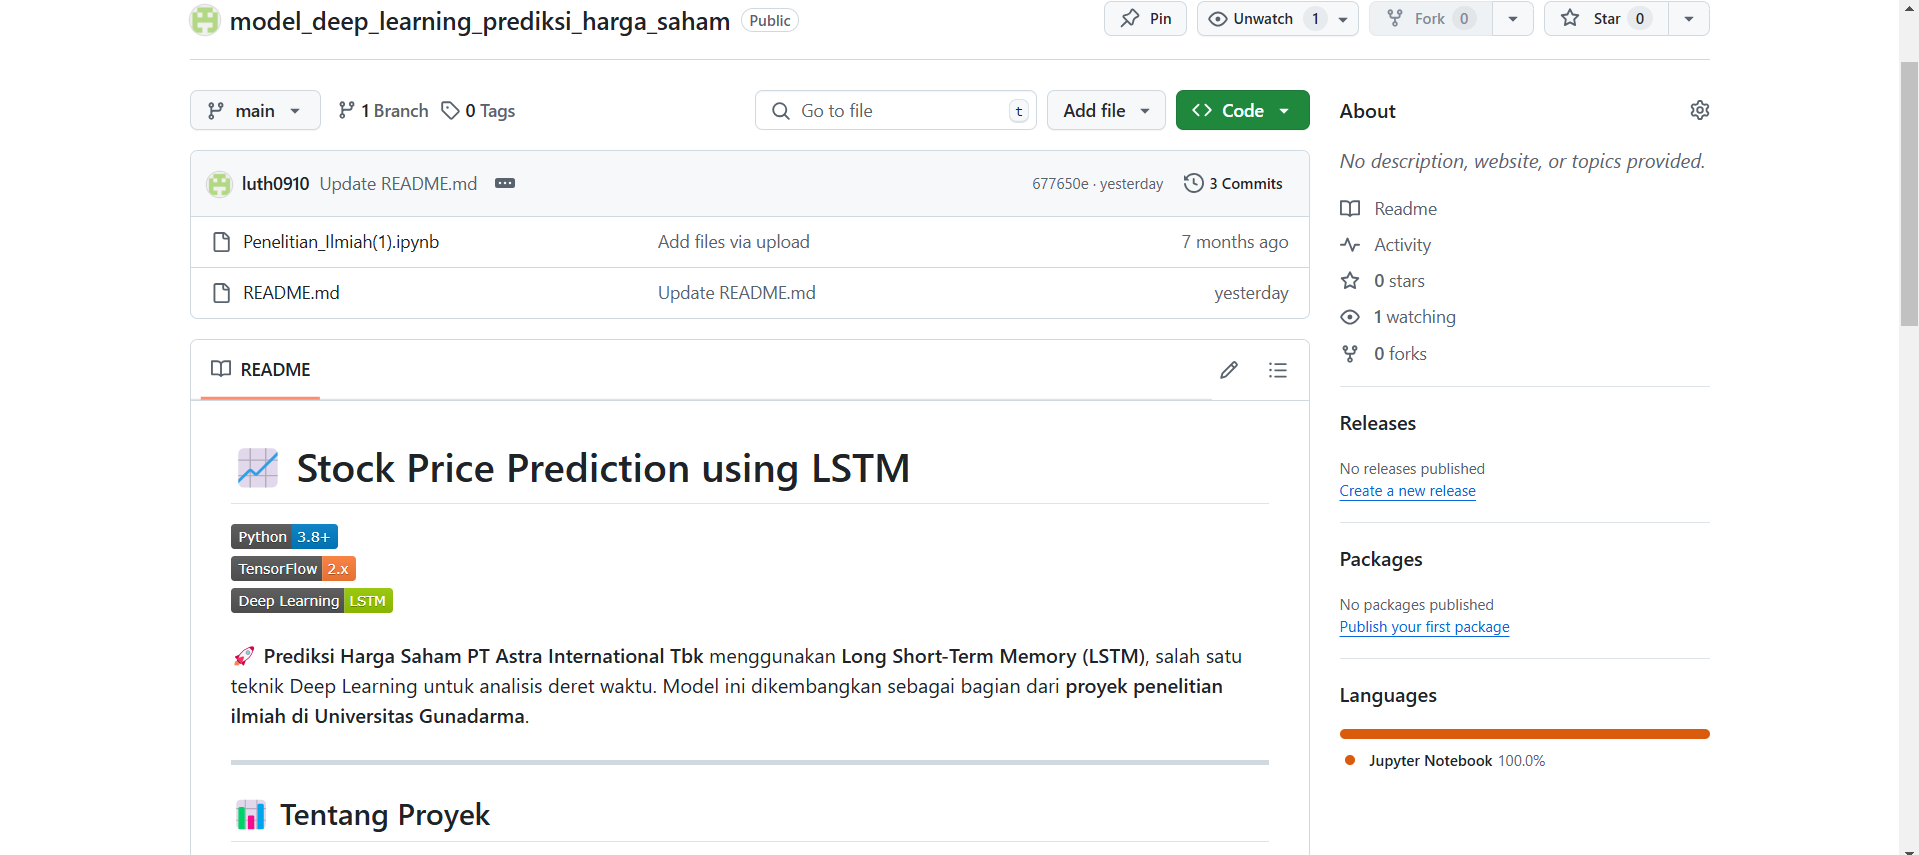 model_deep_learning_prediksi_harga_saham Public
Pin
Unwatch 1
Fork 0
Star 0
main
1 Branch
0 Tags
Go to file t
Add file
Code
luth0910 Update README.md
677650e · yesterday
3 Commits
Penelitian_Ilmiah(1).ipynb Add files via upload 7 months ago
README.md Update README.md yesterday
README
Stock Price Prediction using LSTM
Python 3.8+
TensorFlow 2.x
Deep Learning LSTM
Prediksi Harga Saham PT Astra International Tbk menggunakan Long Short-Term Memory (LSTM), salah satu
teknik Deep Learning untuk analisis deret waktu. Model ini dikembangkan sebagai bagian dari proyek penelitian
ilmiah di Universitas Gunadarma.
Tentang Proyek
About
No description, website, or topics provided.
Readme
Activity
0 stars
1 watching
0 forks
Releases
No releases published
Create a new release
Packages
No packages published
Publish your first package
Languages
Jupyter Notebook 100.0%